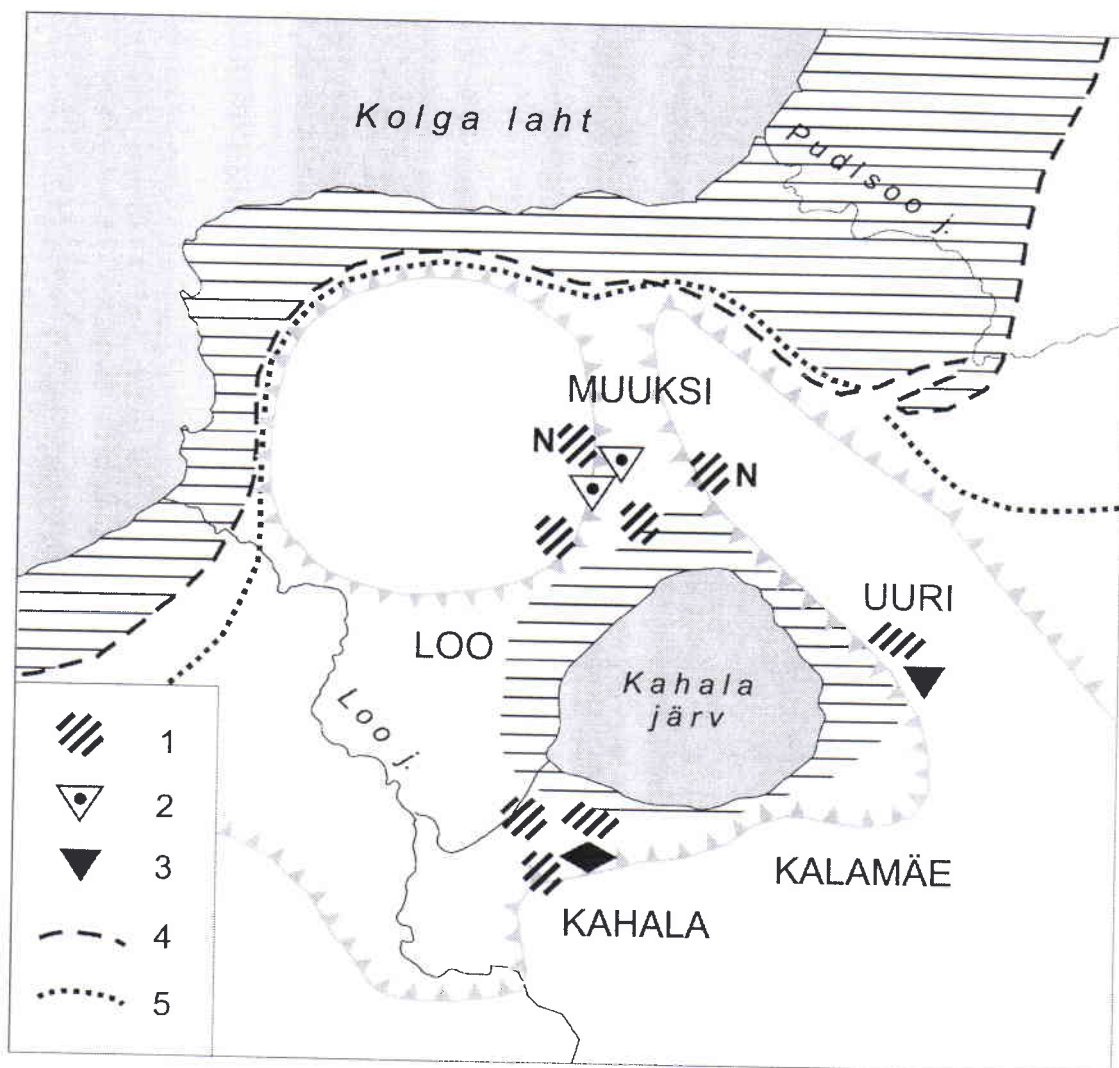 Kolga laht
Pudisoo j.
MUUKSI
N
N
UURI
LOO
Kahala
järv
Loo j.
KALAMÄE
KAHALA
1
2
3
4
5